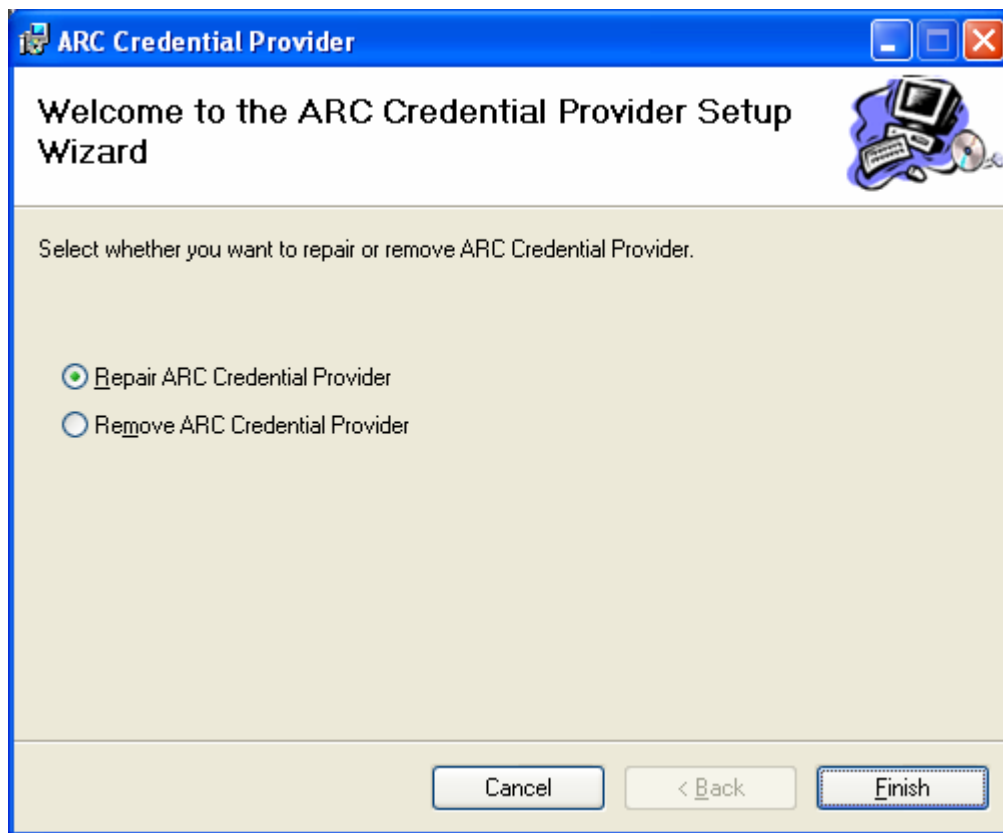 ARC Credential Provider
Welcome to the ARC Credential Provider Setup
Wizard
Select whether you want to repair or remove ARC Credential Provider.
Repair ARC Credential Provider
Remove ARC Credential Provider
Cancel
< Back
Finish